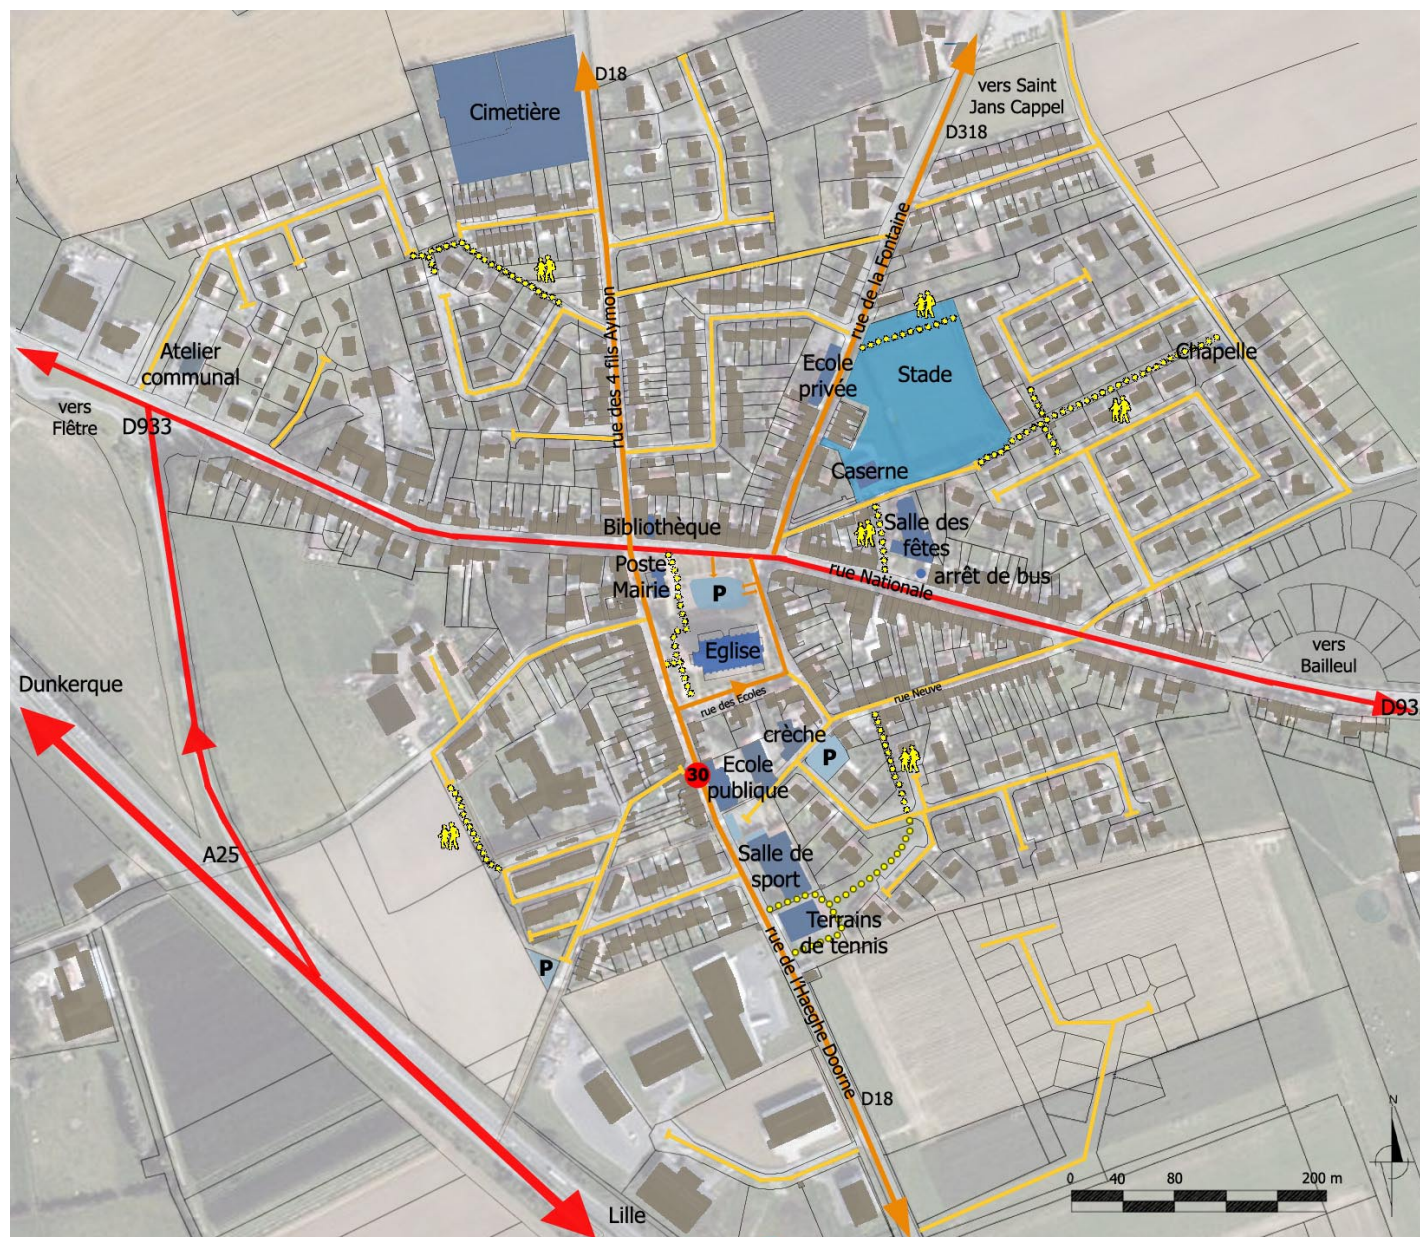 D18
Cimetière
vers Saint
Jans Cappel
D318
rue de la Fontaine
rue des 4 fils Aymon
Atelier
communal
vers
Flêtre
D933
Ecole
privée
Stade
Chapelle
Caserne
Bibliothèque
Salle des
fêtes
Poste
Mairie
P
rue Nationale
arrêt de bus
Eglise
vers
Bailleul
Dunkerque
rue des Ecoles
rue Neuve
D93
crèche
P
30
Ecole
publique
A25
Salle de
sport
Terrains
de tennis
P
rue de l'Haeghe Doorne
D18
N
0 40 80 200 m
Lille